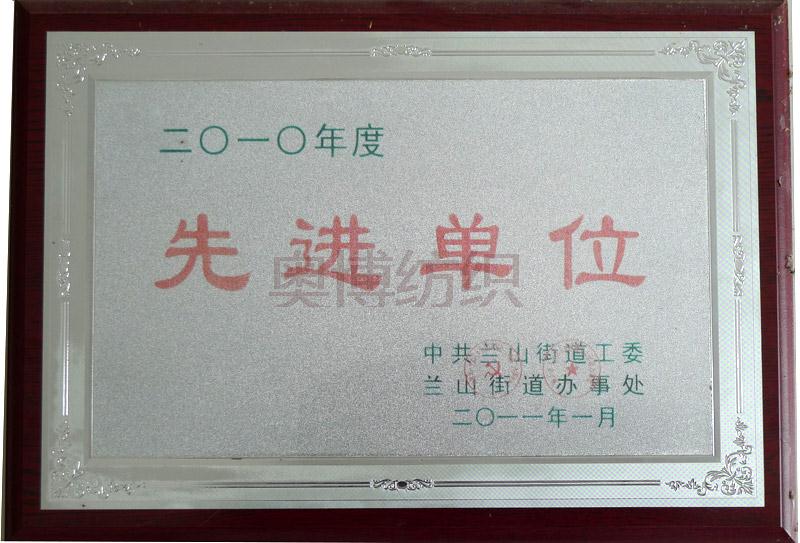 二〇一〇年度
先进单位
奥博纺织
中共兰山街道工委
兰山街道办事处
二〇一一年一月